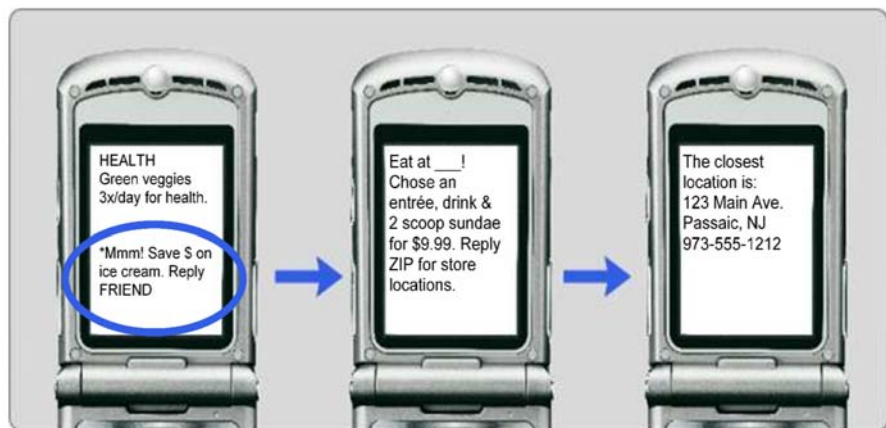 HEALTH
Green veggies
3x/day for health.
*Mmm! Save $ on
ice cream. Reply
FRIEND
Eat at ___!
Chose an
entrée, drink &
2 scoop sundae
for $9.99. Reply
ZIP for store
locations.
The closest
location is:
123 Main Ave.
Passaic, NJ
973-555-1212